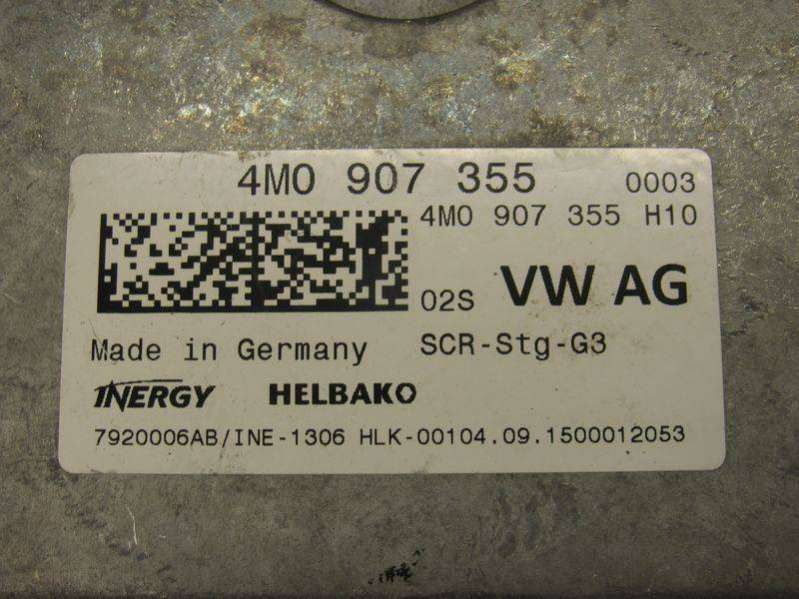 4M0 907 355 0003
4M0 907 355 H10
02S VW AG
Made in Germany SCR-Stg-G3
INERGY HELBAKO
7920006AB/INE-1306 HLK-00104.09.1500012053